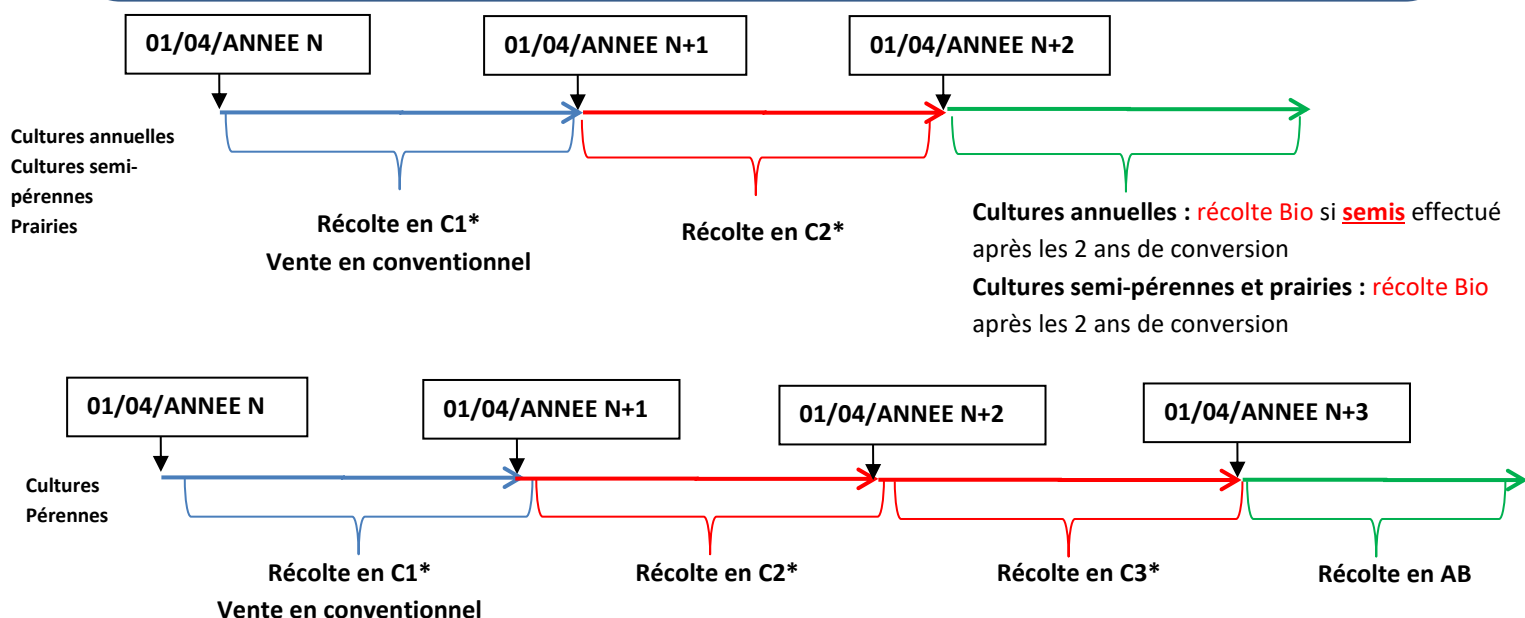 01/04/ANNEE N
01/04/ANNEE N+1
01/04/ANNEE N+2
Cultures annuelles
Cultures semi-
pérennes
Prairies
Récolte en C1*
Vente en conventionnel
Récolte en C2*
Cultures annuelles : récolte Bio si semis effectué
après les 2 ans de conversion
Cultures semi-pérennes et prairies : récolte Bio
après les 2 ans de conversion
01/04/ANNEE N
01/04/ANNEE N+1
01/04/ANNEE N+2
01/04/ANNEE N+3
Cultures
Pérennes
Récolte en C1*
Vente en conventionnel
Récolte en C2*
Récolte en C3*
Récolte en AB